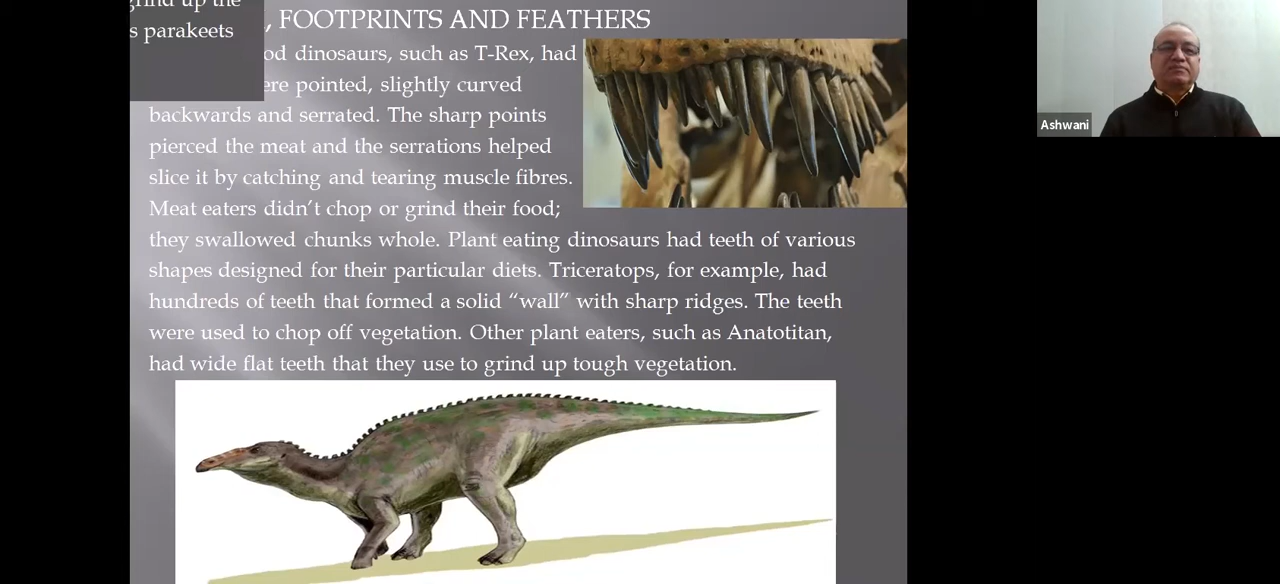 grind up the
s parakeets
, FOOTPRINTS AND FEATHERS
od dinosaurs, such as T-Rex, had
ere pointed, slightly curved
backwards and serrated. The sharp points
pierced the meat and the serrations helped
slice it by catching and tearing muscle fibres.
Meat eaters didn’t chop or grind their food;
they swallowed chunks whole. Plant eating dinosaurs had teeth of various
shapes designed for their particular diets. Triceratops, for example, had
hundreds of teeth that formed a solid “wall” with sharp ridges. The teeth
were used to chop off vegetation. Other plant eaters, such as Anatotitan,
had wide flat teeth that they use to grind up tough vegetation.
Ashwani